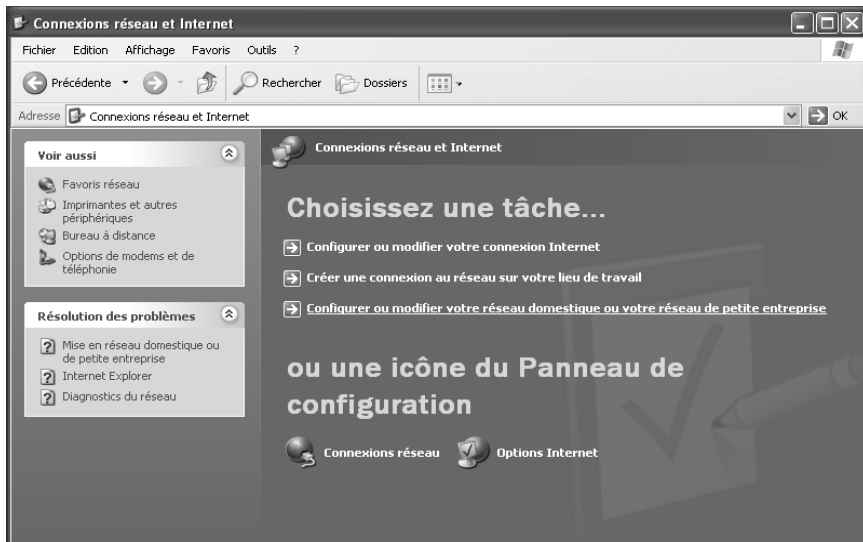 Connexions réseau et Internet
Fichier Edition Affichage Favoris Outils ?
Précédente Rechercher Dossiers
Adresse Connexions réseau et Internet OK
Voir aussi
Favoris réseau
Imprimantes et autres
périphériques
Bureau à distance
Options de modems et de
téléphonie
Résolution des problèmes
Mise en réseau domestique ou
de petite entreprise
Internet Explorer
Diagnostics du réseau
Connexions réseau et Internet
Choisissez une tâche...
Configurer ou modifier votre connexion Internet
Créer une connexion au réseau sur votre lieu de travail
Configurer ou modifier votre réseau domestique ou votre réseau de petite entreprise
ou une icône du Panneau de
configuration
Connexions réseau Options Internet